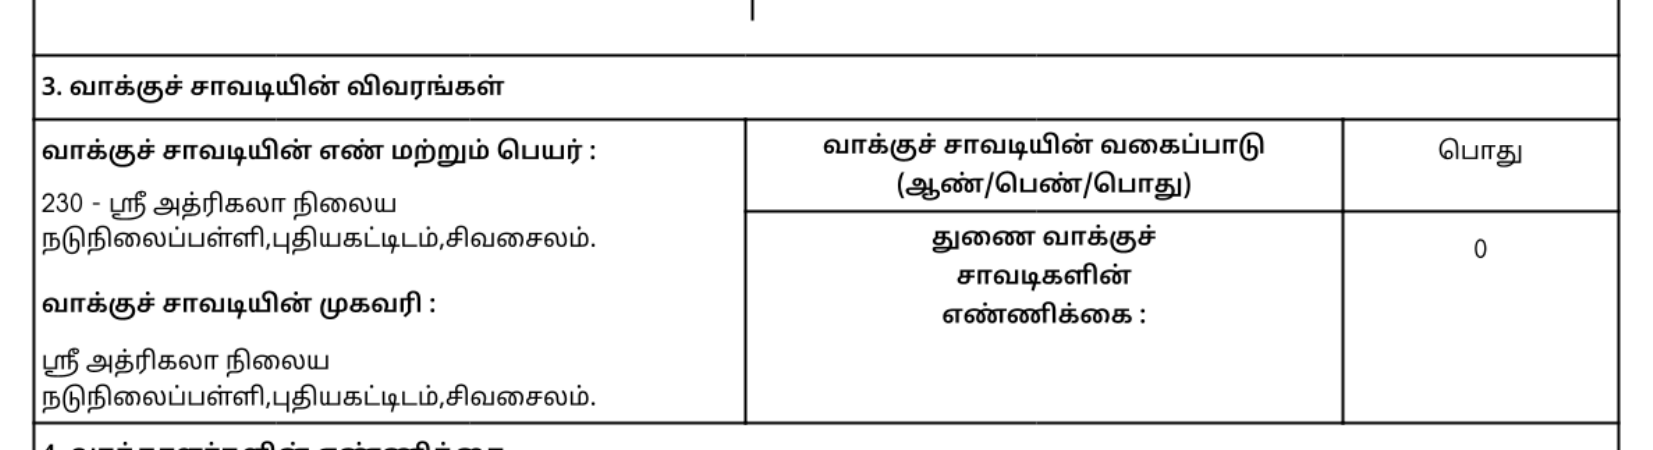 3. வாக்குச் சாவடியின் விவரங்கள்
வாக்குச் சாவடியின் எண் மற்றும் பெயர் :
230 - ஸ்ரீ அத்ரிகலா நிலைய
நடுநிலைப்பள்ளி,புதியகட்டிடம்,சிவசைலம்.
வாக்குச் சாவடியின் முகவரி :
ஸ்ரீ அத்ரிகலா நிலைய
நடுநிலைப்பள்ளி,புதியகட்டிடம்,சிவசைலம்.
வாக்குச் சாவடியின் வகைப்பாடு
(ஆண்/பெண்/பொது)
பொது
துணை வாக்குச்
சாவடிகளின்
எண்ணிக்கை :
0